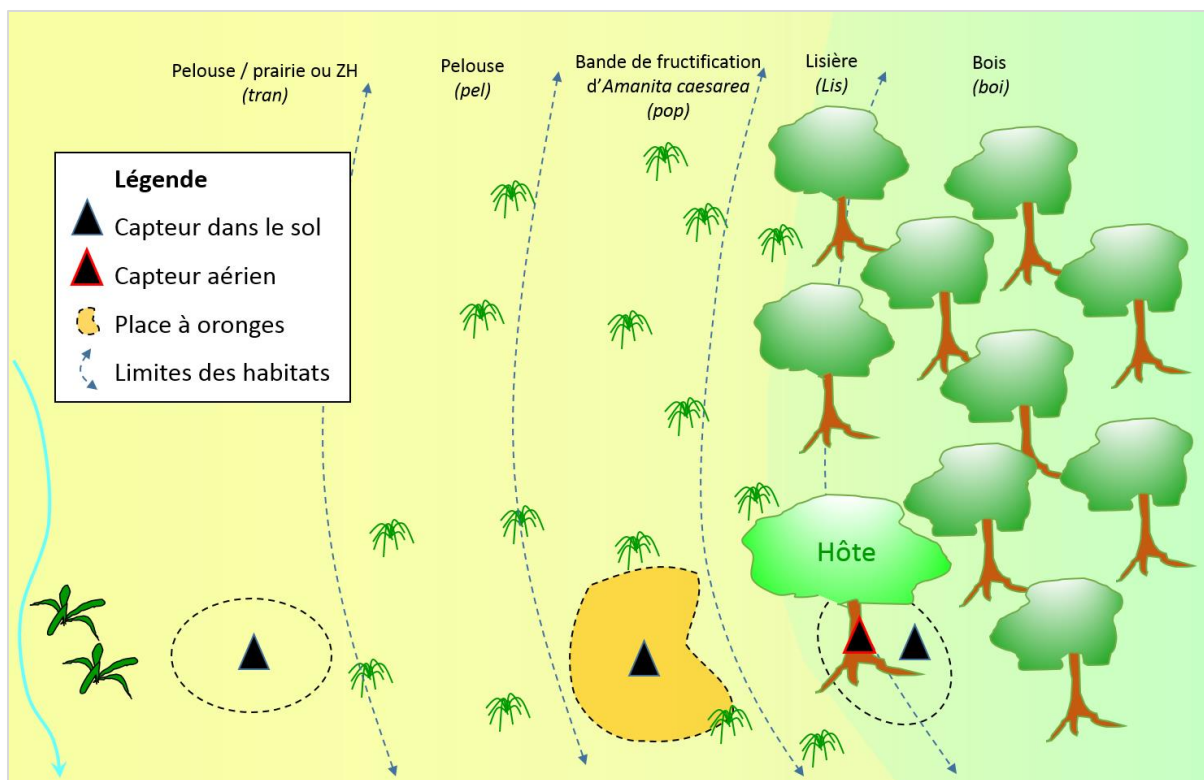 Pelouse / prairie ou ZH
(tran)
Pelouse
(pel)
Bande de fructification
d'Amanita caesarea
(pop)
Lisière
(Lis)
Bois
(boi)
Légende
Capteur dans le sol
Capteur aérien
Place à oronges
Limites des habitats
Hôte